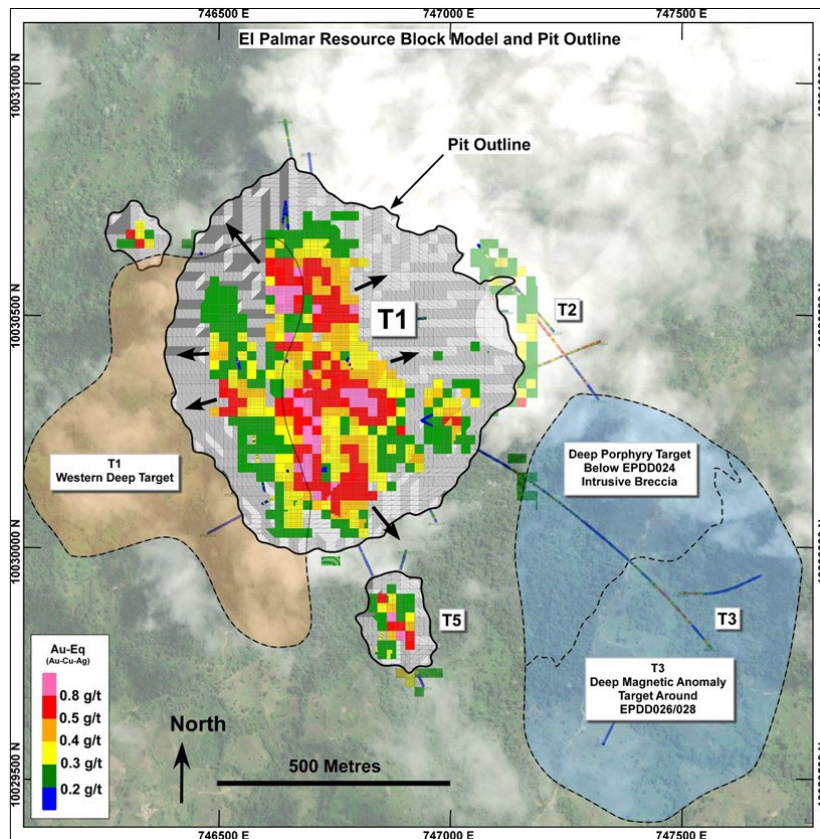 746500 E
747000 E
747500 E
El Palmar Resource Block Model and Pit Outline
10031000 N
Pit Outline
T1
T2
10030500 N
T1
Western Deep Target
Deep Porphyry Target
Below EPDD024
Intrusive Breccia
10030000 N
T5
T3
T3
Deep Magnetic Anomaly
Target Around
EPDD026/028
Au-Eq
(Au-Cu-Ag)
0.8 g/t
0.5 g/t
0.4 g/t
0.3 g/t
0.2 g/t
North
500 Metres
10029500 N
746500 E
747000 E
747500 E